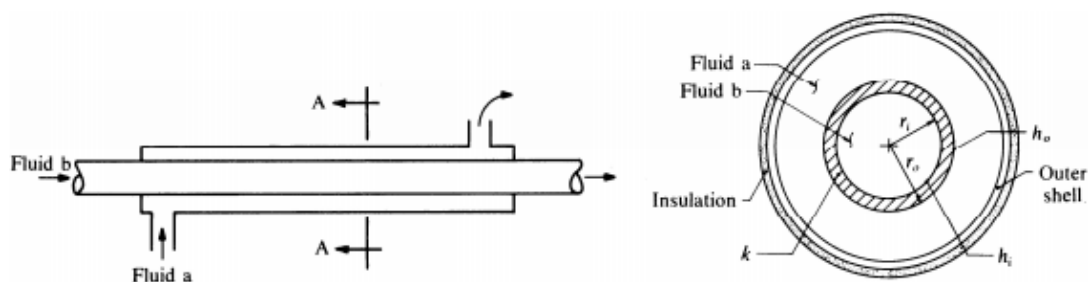 A
Fluid b
A
Fluid a
Fluid a
Fluid b
r_i
h_o
r_o
Outer
shell
Insulation
k
h_i